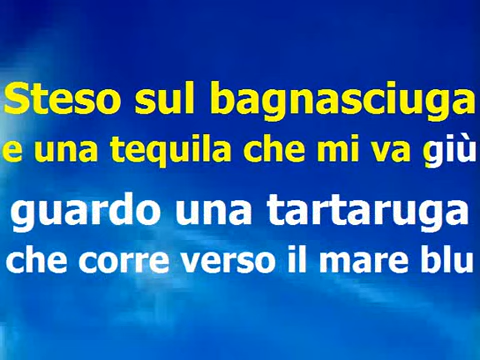 Steso sul bagnasciuga
e una tequila che mi va giù
guardo una tartaruga
che corre verso il mare blu